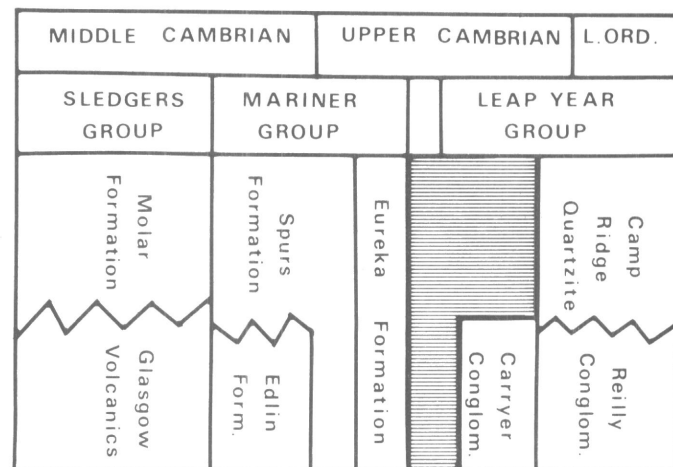 MIDDLE CAMBRIAN
UPPER CAMBRIAN
L.ORD.
SLEDGERS
GROUP
MARINER
GROUP
LEAP YEAR
GROUP
Molar
Formation
Spurs
Formation
Eureka
Formation
Camp
Ridge
Quartzite
Glasgow
Volcanics
Edlin
Form.
Carryer
Conglom.
Reilly
Conglom.